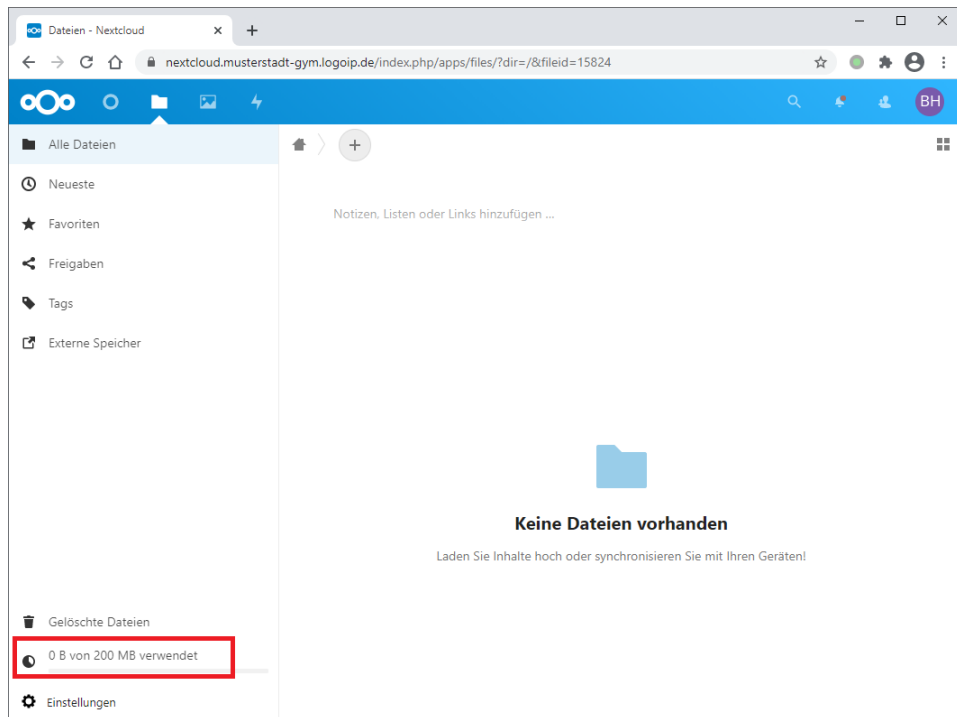 Dateien - Nextcloud
nextcloud.musterstadt-gym.logoip.de/index.php/apps/files/?dir=/&fileid=15824
BH
Alle Dateien
Neueste
Favoriten
Freigaben
Tags
Externe Speicher
Notizen, Listen oder Links hinzufügen ...
Keine Dateien vorhanden
Laden Sie Inhalte hoch oder synchronisieren Sie mit Ihren Geräten!
Gelöschte Dateien
0 B von 200 MB verwendet
Einstellungen